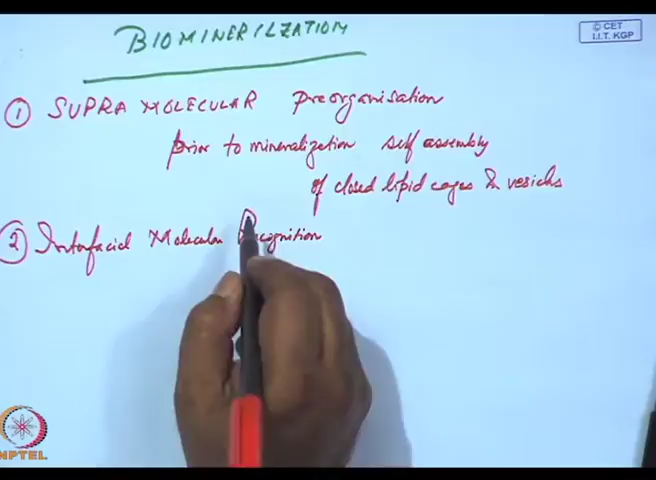 BIOMINERILZATION
© CET
I.I.T. KGP
1 SUPRA MOLECULAR Preorganisation
prior to mineralization self assembly
of closed lipid cages & vesicles
2 Interfacial Molecular Recognition
NPTEL